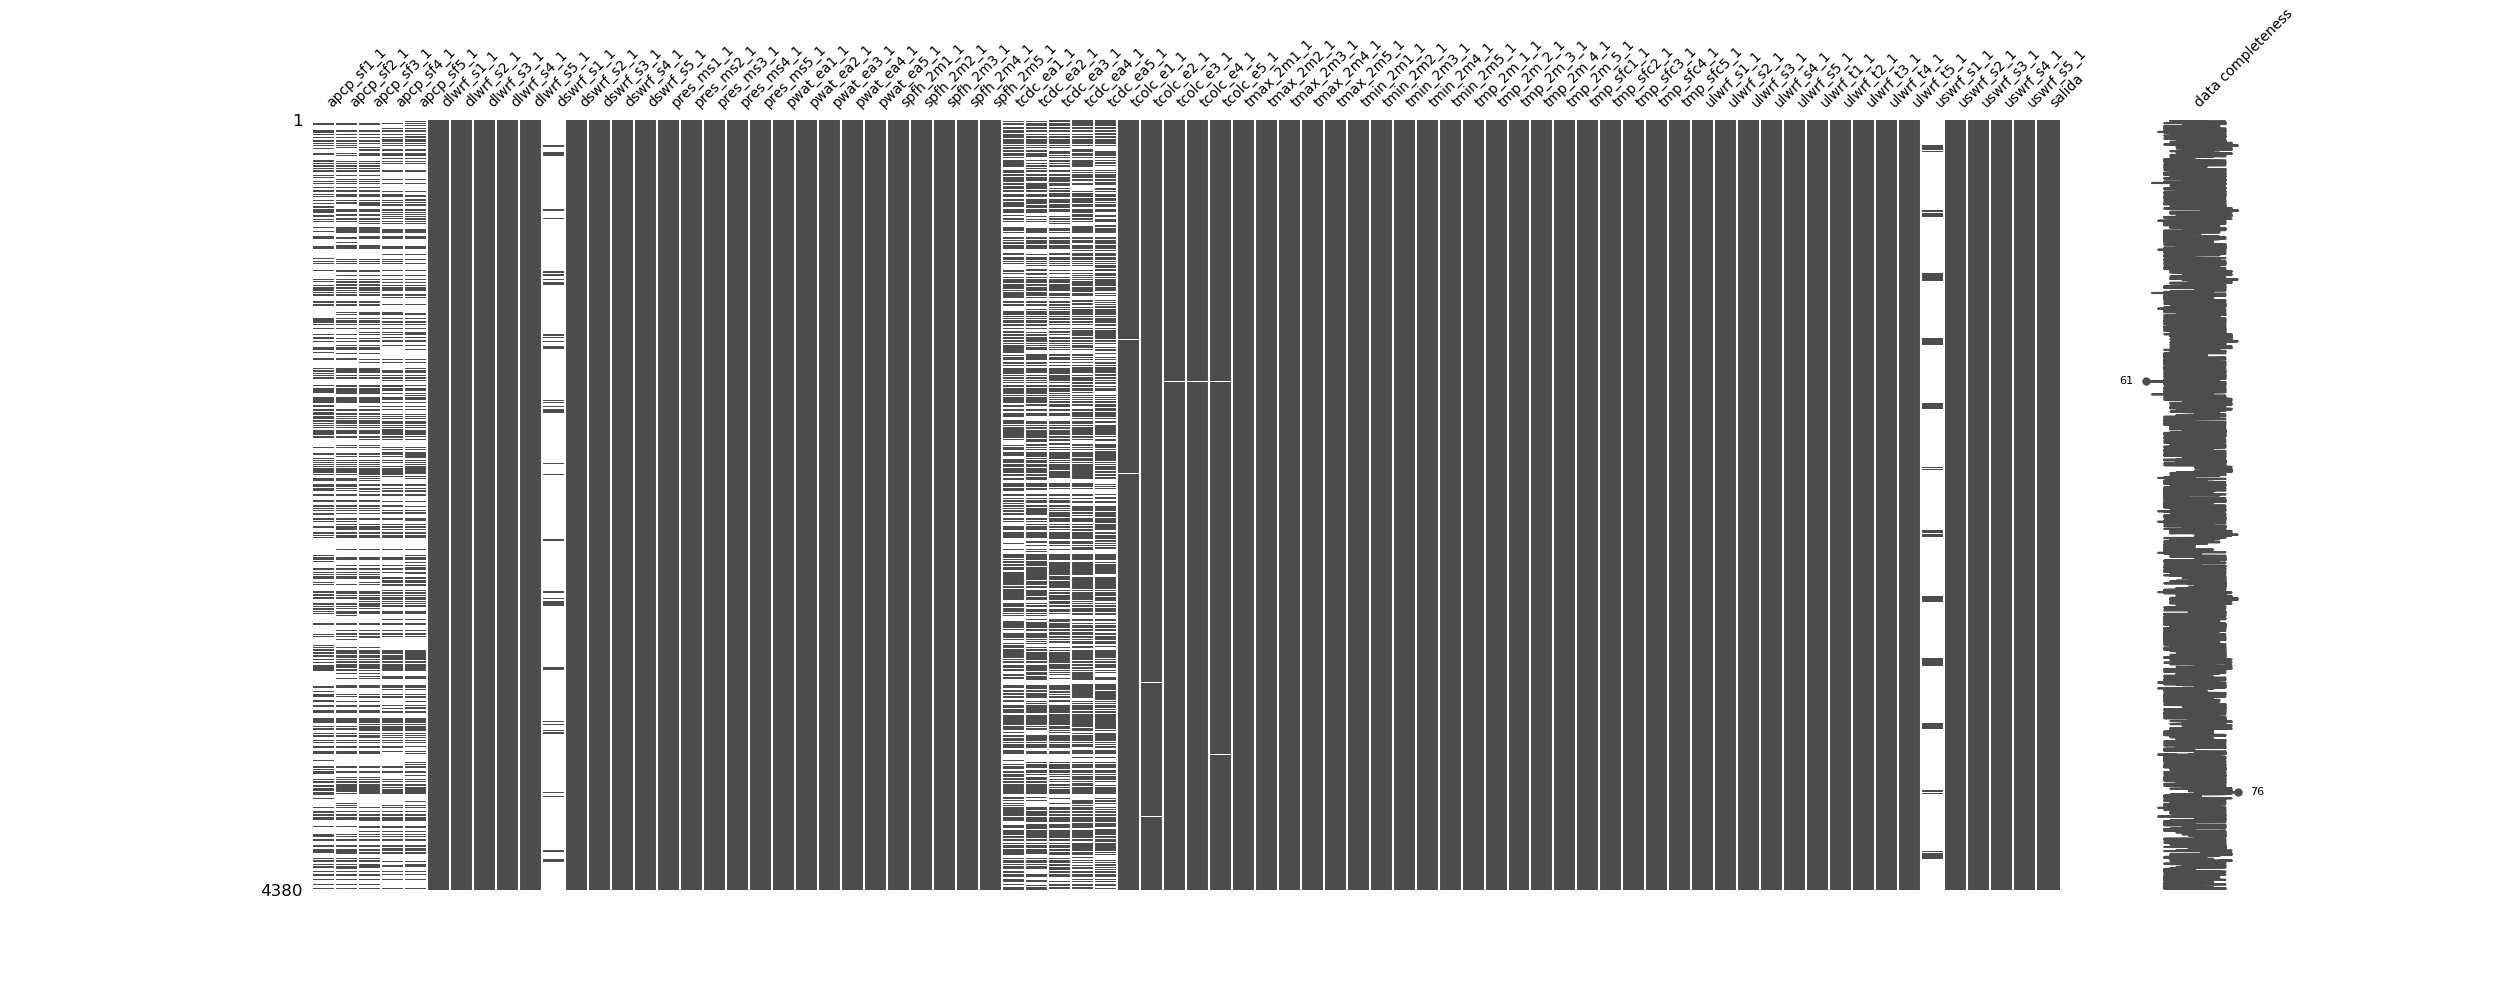 apcp_sf1_1
apcp_sf2_1
apcp_sf3_1
apcp_sf4_1
apcp_sf5_1
dlwrf_s1_1
dlwrf_s2_1
dlwrf_s3_1
dlwrf_s4_1
dlwrf_s5_1
dswrf_s1_1
dswrf_s2_1
dswrf_s3_1
dswrf_s4_1
dswrf_s5_1
pres_ms1_1
pres_ms2_1
pres_ms3_1
pres_ms4_1
pres_ms5_1
pwat_ea1_1
pwat_ea2_1
pwat_ea3_1
pwat_ea4_1
pwat_ea5_1
spfh_2m1_1
spfh_2m2_1
spfh_2m3_1
spfh_2m4_1
spfh_2m5_1
tcdc_ea1_1
tcdc_ea2_1
tcdc_ea3_1
tcdc_ea4_1
tcdc_ea5_1
tcolc_e1_1
tcolc_e2_1
tcolc_e3_1
tcolc_e4_1
tcolc_e5_1
tmax_2m1_1
tmax_2m2_1
tmax_2m3_1
tmax_2m4_1
tmax_2m5_1
tmin_2m1_1
tmin_2m2_1
tmin_2m3_1
tmin_2m4_1
tmin_2m5_1
tmp_2m_1_1
tmp_2m_2_1
tmp_2m_3_1
tmp_2m_4_1
tmp_2m_5_1
tmp_sfc1_1
tmp_sfc2_1
tmp_sfc3_1
tmp_sfc4_1
tmp_sfc5_1
ulwrf_s1_1
ulwrf_s2_1
ulwrf_s3_1
ulwrf_s4_1
ulwrf_s5_1
ulwrf_t1_1
ulwrf_t2_1
ulwrf_t3_1
ulwrf_t4_1
ulwrf_t5_1
uswrf_s1_1
uswrf_s2_1
uswrf_s3_1
uswrf_s4_1
uswrf_s5_1
salida
data completeness
1
61
76
4380